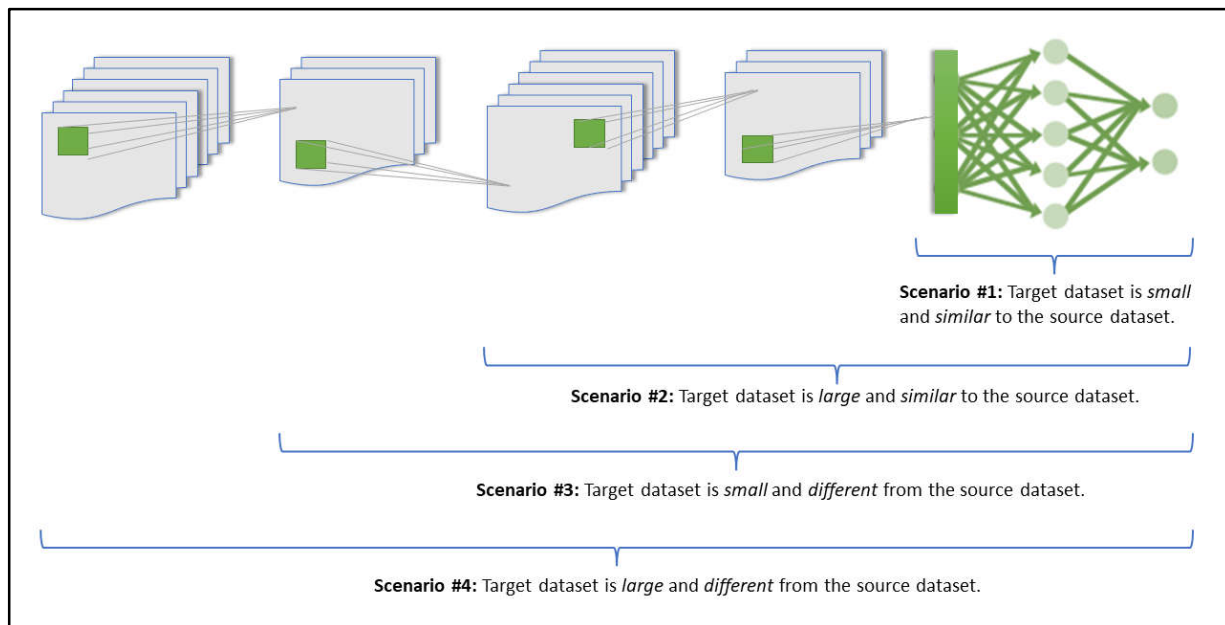 Scenario #1: Target dataset is small
and similar to the source dataset.
Scenario #2: Target dataset is large and similar to the source dataset.
Scenario #3: Target dataset is small and different from the source dataset.
Scenario #4: Target dataset is large and different from the source dataset.